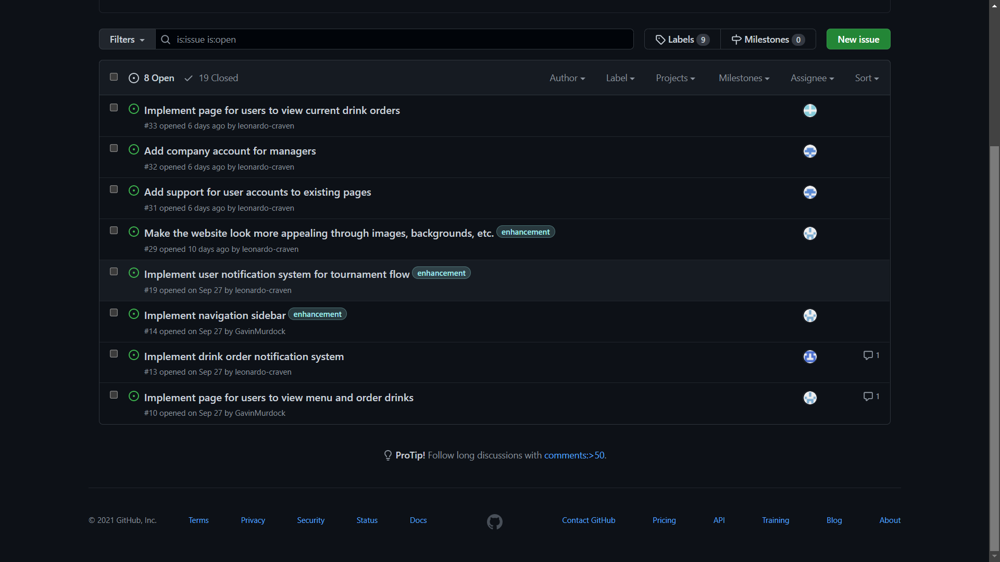 Filters is:issue is:open Labels 9 Milestones 0 New issue
8 Open 19 Closed Author Label Projects Milestones Assignee Sort
Implement page for users to view current drink orders
#33 opened 6 days ago by leonardo-craven
Add company account for managers
#32 opened 6 days ago by leonardo-craven
Add support for user accounts to existing pages
#31 opened 6 days ago by leonardo-craven
Make the website look more appealing through images, backgrounds, etc. enhancement
#29 opened 10 days ago by leonardo-craven
Implement user notification system for tournament flow enhancement
#19 opened on Sep 27 by leonardo-craven
Implement navigation sidebar enhancement
#14 opened on Sep 27 by GavinMurdock
Implement drink order notification system 1
#13 opened on Sep 27 by leonardo-craven
Implement page for users to view menu and order drinks 1
#10 opened on Sep 27 by GavinMurdock
ProTip! Follow long discussions with comments:>50.
© 2021 GitHub, Inc. Terms Privacy Security Status Docs Contact GitHub Pricing API Training Blog About